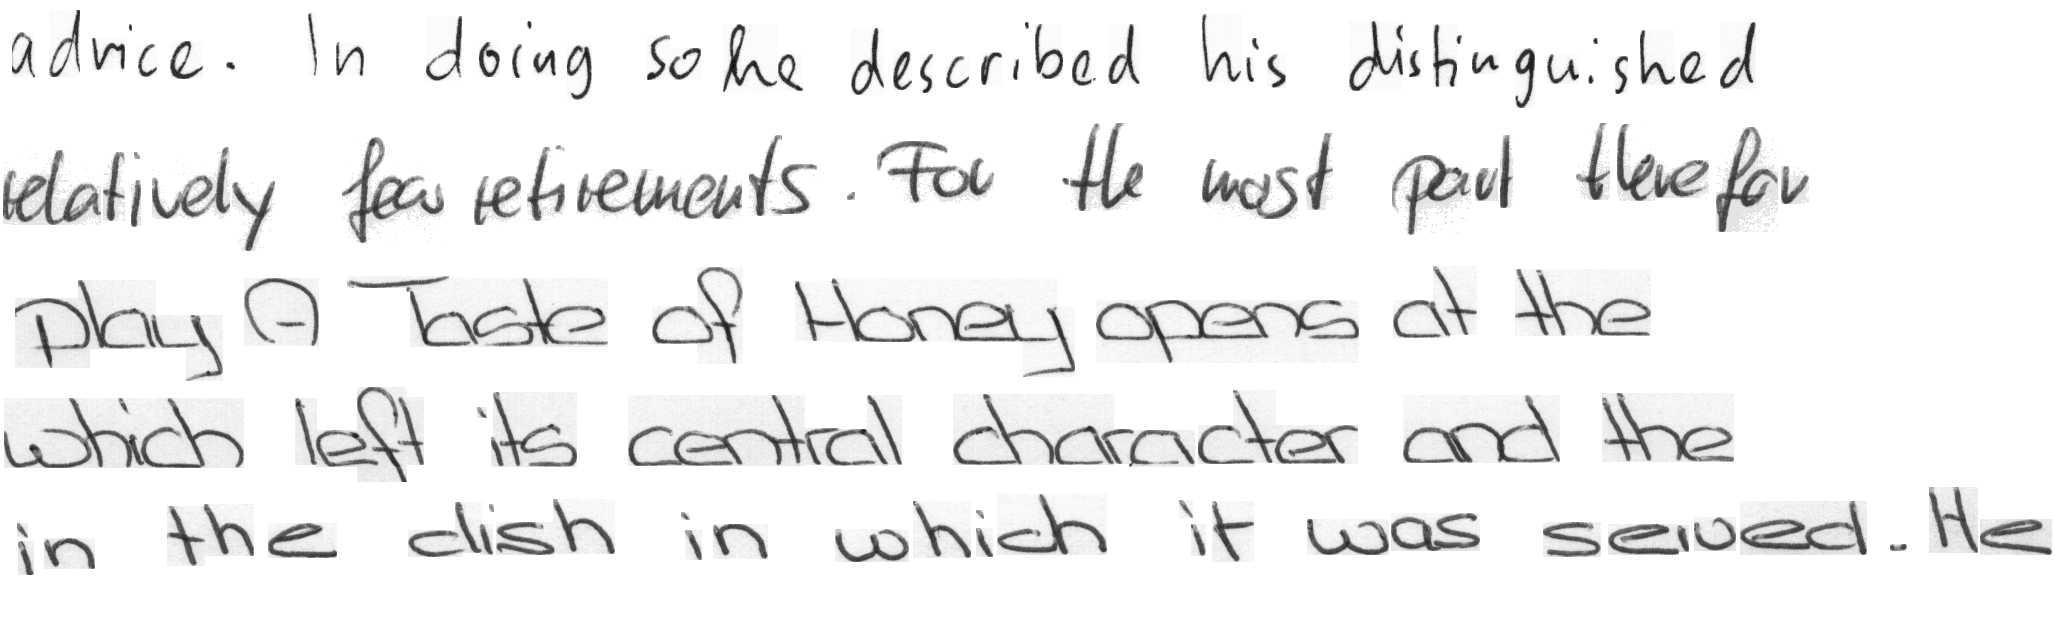 advice. In doing so he described his distinguished
relatively few retirements. For the most part therefor
play A Taste of Honey opens at the
which left its central character and the
in the dish in which it was served. He